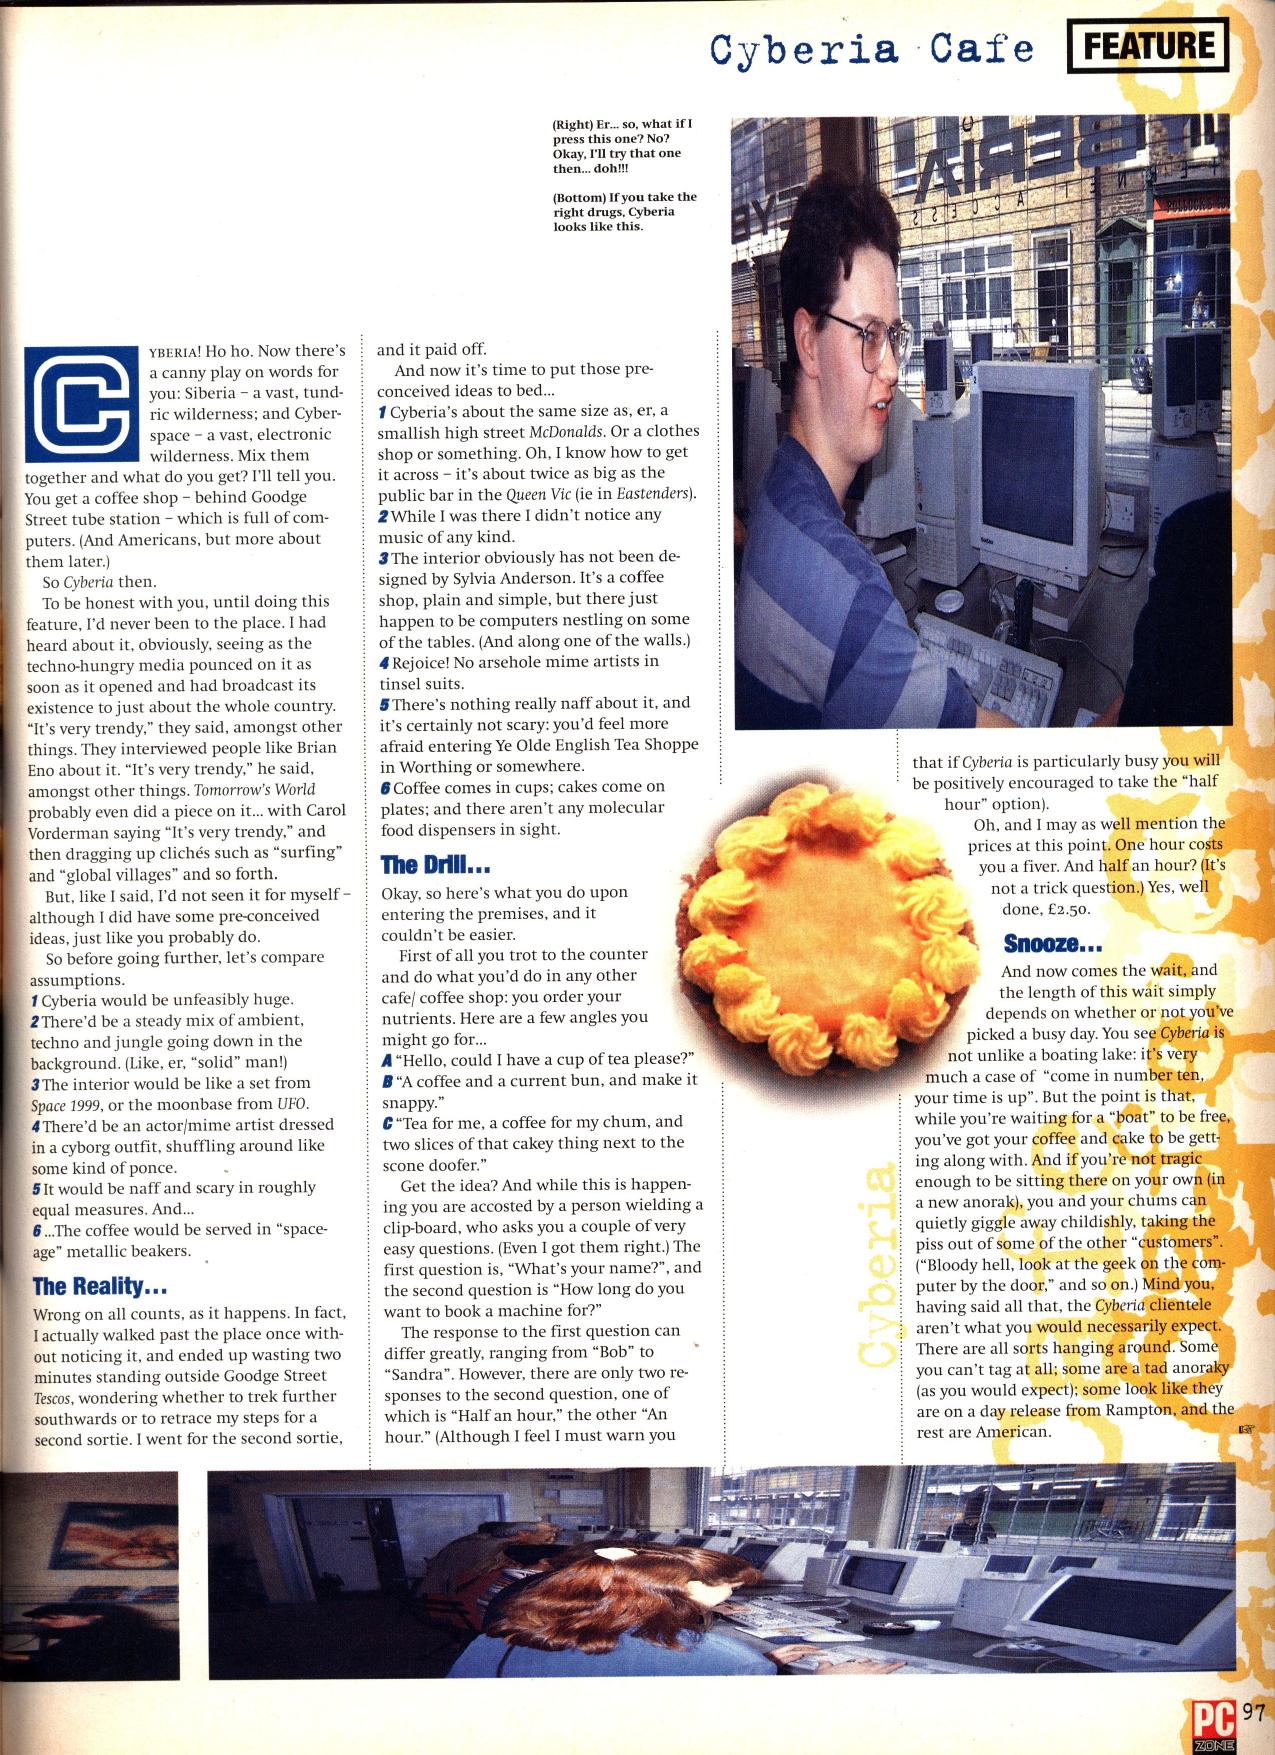 Cyberia Cafe
FEATURE
(Right) Er... so, what if I
press this one? No?
Okay, I'll try that one
then... doh!!!
(Bottom) If you take the
right drugs, Cyberia
looks like this.
CYBERIA! Ho ho. Now there's
a canny play on words for
you: Siberia – a vast, tund-
ric wilderness; and Cyber-
space – a vast, electronic
wilderness. Mix them
together and what do you get? I'll tell you.
You get a coffee shop – behind Goodge
Street tube station – which is full of com-
puters. (And Americans, but more about
them later.)
So Cyberia then.
To be honest with you, until doing this
feature, I'd never been to the place. I had
heard about it, obviously, seeing as the
techno-hungry media pounced on it as
soon as it opened and had broadcast its
existence to just about the whole country.
“It's very trendy,” they said, amongst other
things. They interviewed people like Brian
Eno about it. “It's very trendy,” he said,
amongst other things. Tomorrow's World
probably even did a piece on it... with Carol
Vorderman saying “It's very trendy,” and
then dragging up clichés such as “surfing”
and “global villages” and so forth.
But, like I said, I'd not seen it for myself –
although I did have some pre-conceived
ideas, just like you probably do.
So before going further, let's compare
assumptions.
1 Cyberia would be unfeasibly huge.
2 There'd be a steady mix of ambient,
techno and jungle going down in the
background. (Like, er, “solid” man!)
3 The interior would be like a set from
Space 1999, or the moonbase from UFO.
4 There'd be an actor/mime artist dressed
in a cyborg outfit, shuffling around like
some kind of ponce.
5 It would be naff and scary in roughly
equal measures. And...
6 ...The coffee would be served in “space-
age” metallic beakers.
The Reality...
Wrong on all counts, as it happens. In fact,
I actually walked past the place once with-
out noticing it, and ended up wasting two
minutes standing outside Goodge Street
Tescos, wondering whether to trek further
southwards or to retrace my steps for a
second sortie. I went for the second sortie,
and it paid off.
And now it's time to put those pre-
conceived ideas to bed...
1 Cyberia's about the same size as, er, a
smallish high street McDonalds. Or a clothes
shop or something. Oh, I know how to get
it across – it's about twice as big as the
public bar in the Queen Vic (ie in Eastenders).
2 While I was there I didn't notice any
music of any kind.
3 The interior obviously has not been de-
signed by Sylvia Anderson. It's a coffee
shop, plain and simple, but there just
happen to be computers nestling on some
of the tables. (And along one of the walls.)
4 Rejoice! No arsehole mime artists in
tinsel suits.
5 There's nothing really naff about it, and
it's certainly not scary: you'd feel more
afraid entering Ye Olde English Tea Shoppe
in Worthing or somewhere.
6 Coffee comes in cups; cakes come on
plates; and there aren't any molecular
food dispensers in sight.
The Drill...
Okay, so here's what you do upon
entering the premises, and it
couldn't be easier.
First of all you trot to the counter
and do what you'd do in any other
cafe/ coffee shop: you order your
nutrients. Here are a few angles you
might go for...
A “Hello, could I have a cup of tea please?”
B “A coffee and a current bun, and make it
snappy.”
C “Tea for me, a coffee for my chum, and
two slices of that cakey thing next to the
scone doofer.”
Get the idea? And while this is happen-
ing you are accosted by a person wielding a
clip-board, who asks you a couple of very
easy questions. (Even I got them right.) The
first question is, “What's your name?”, and
the second question is “How long do you
want to book a machine for?”
The response to the first question can
differ greatly, ranging from “Bob” to
“Sandra”. However, there are only two re-
sponses to the second question, one of
which is “Half an hour,” the other “An
hour.” (Although I feel I must warn you
that if Cyberia is particularly busy you will
be positively encouraged to take the “half
hour” option).
Oh, and I may as well mention the
prices at this point. One hour costs
you a fiver. And half an hour? (It's
not a trick question.) Yes, well
done, £2.50.
Snooze...
And now comes the wait, and
the length of this wait simply
depends on whether or not you've
picked a busy day. You see Cyberia is
not unlike a boating lake: it's very
much a case of “come in number ten,
your time is up”. But the point is that,
while you're waiting for a “boat” to be free,
you've got your coffee and cake to be gett-
ing along with. And if you're not tragic
enough to be sitting there on your own (in
a new anorak), you and your chums can
quietly giggle away childishly, taking the
piss out of some of the other “customers”.
(“Bloody hell, look at the geek on the com-
puter by the door,” and so on.) Mind you,
having said all that, the Cyberia clientele
aren't what you would necessarily expect.
There are all sorts hanging around. Some
you can't tag at all; some are a tad anoraky
(as you would expect); some look like they
are on a day release from Rampton, and the
rest are American.
Cyberia
PC
ZONE
97